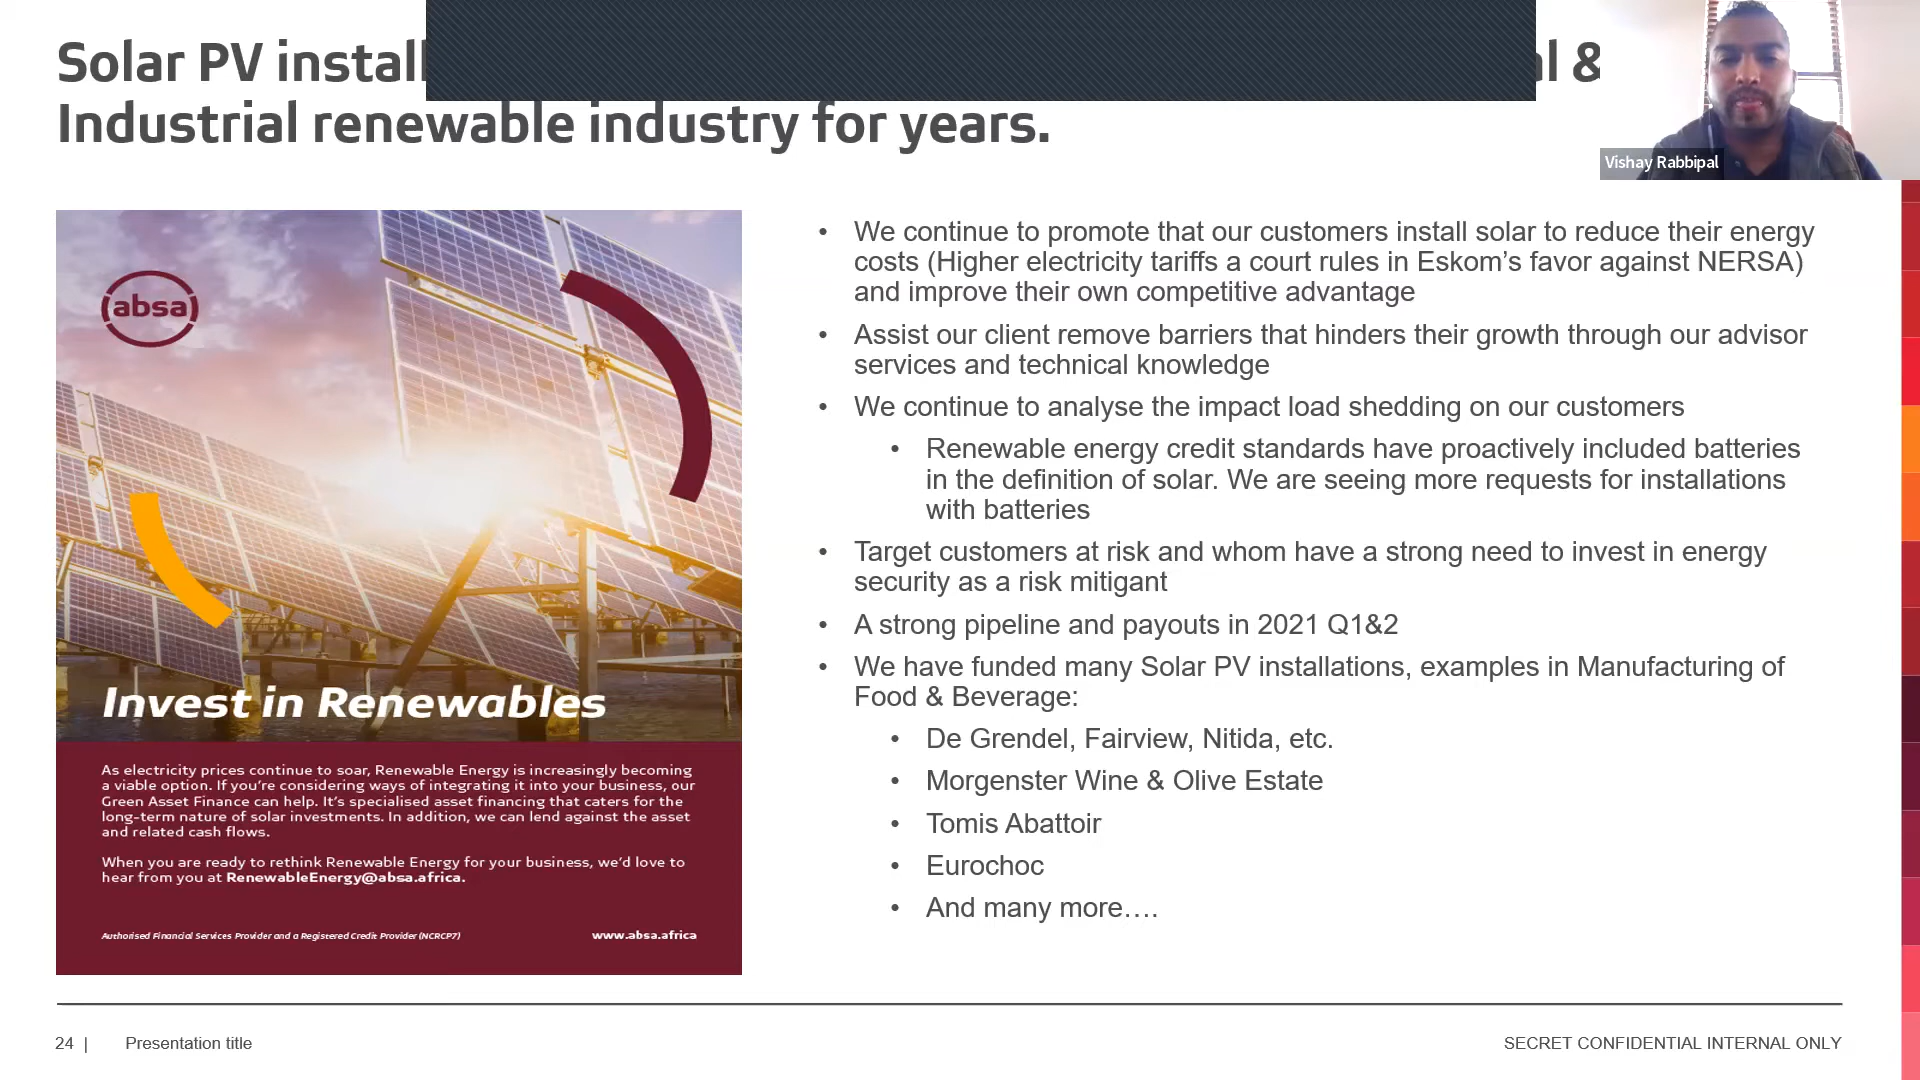 Solar PV install
l &
Industrial renewable industry for years.
Vishay Rabbipal
absa
Invest in Renewables
As electricity prices continue to soar, Renewable Energy is increasingly becoming
a viable option. If you’re considering ways of integrating it into your business, our
Green Asset Finance can help. It’s specialised asset financing that caters for the
long-term nature of solar investments. In addition, we can lend against the asset
and related cash flows.
When you are ready to rethink Renewable Energy for your business, we’d love to
hear from you at RenewableEnergy@absa.africa.
Authorised Financial Services Provider and a Registered Credit Provider (NCRCP7)
www.absa.africa
• We continue to promote that our customers install solar to reduce their energy
costs (Higher electricity tariffs a court rules in Eskom’s favor against NERSA)
and improve their own competitive advantage
• Assist our client remove barriers that hinders their growth through our advisor
services and technical knowledge
• We continue to analyse the impact load shedding on our customers
• Renewable energy credit standards have proactively included batteries
in the definition of solar. We are seeing more requests for installations
with batteries
• Target customers at risk and whom have a strong need to invest in energy
security as a risk mitigant
• A strong pipeline and payouts in 2021 Q1&2
• We have funded many Solar PV installations, examples in Manufacturing of
Food & Beverage:
• De Grendel, Fairview, Nitida, etc.
• Morgenster Wine & Olive Estate
• Tomis Abattoir
• Eurochoc
• And many more….
24 | Presentation title
SECRET CONFIDENTIAL INTERNAL ONLY